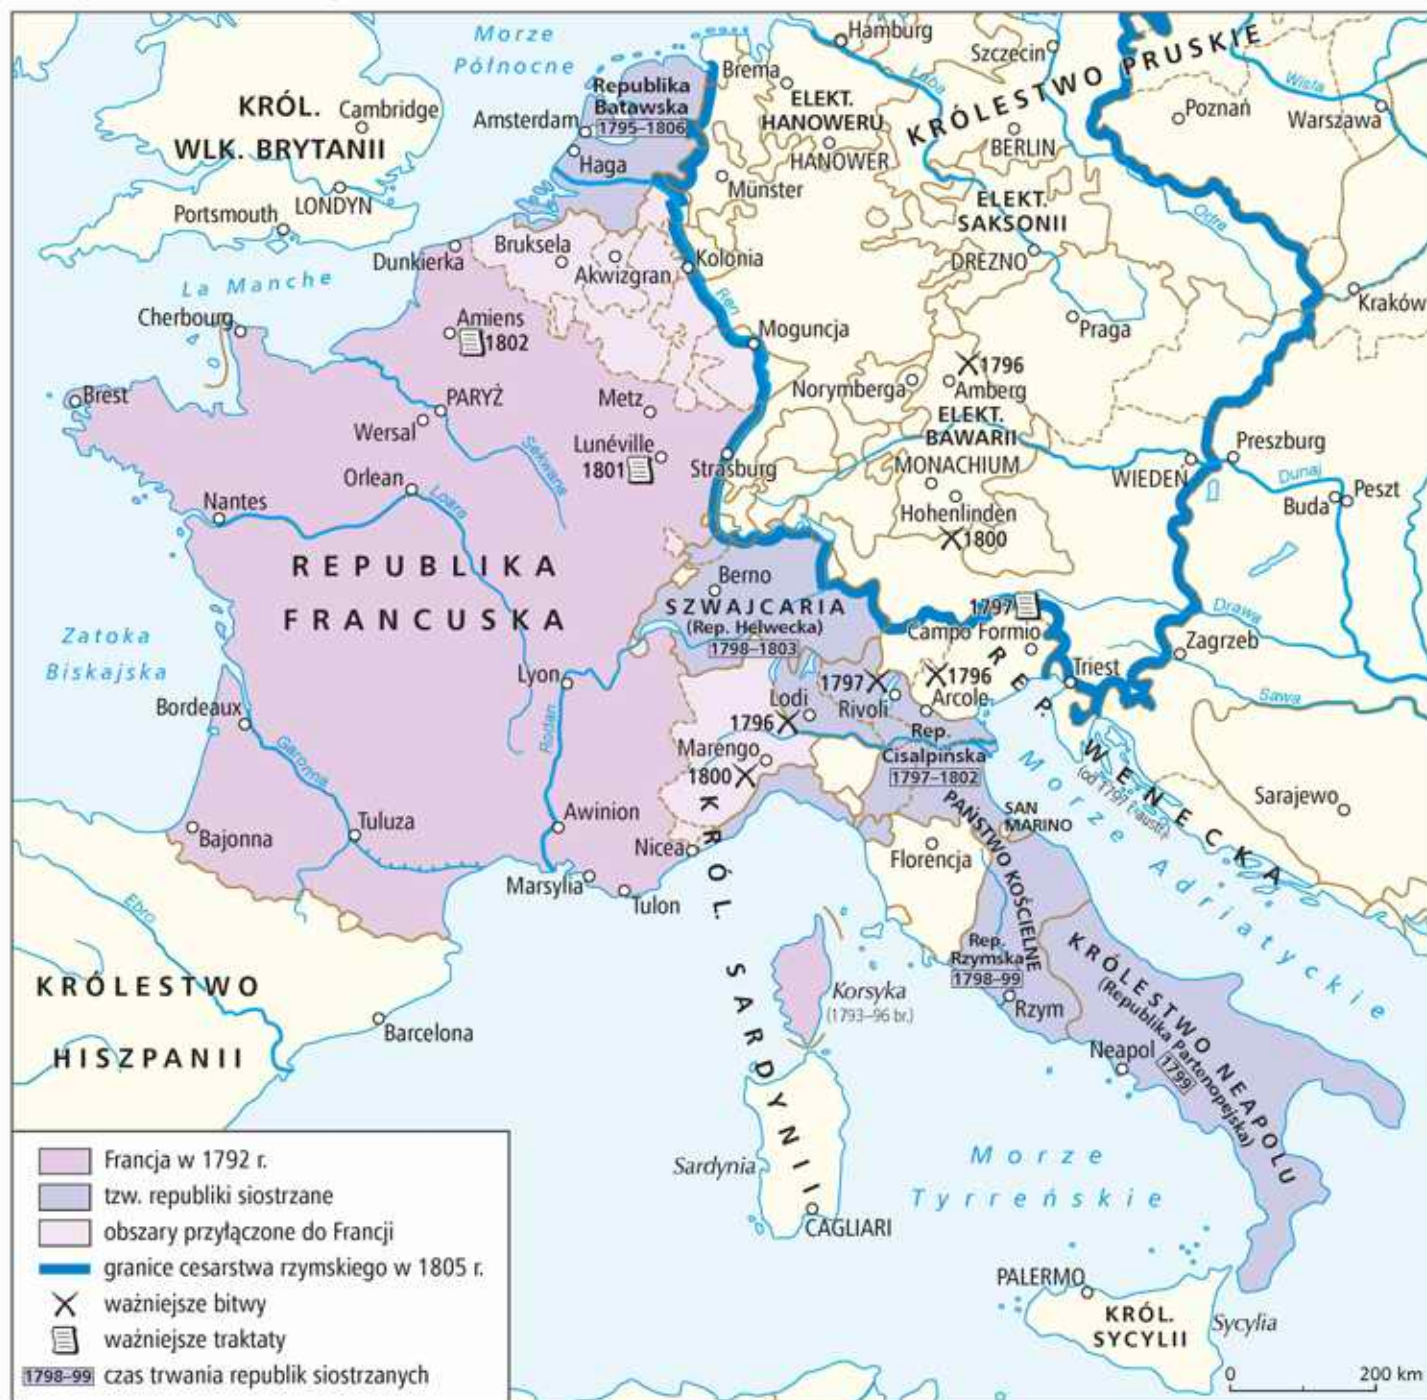 Morze
Północne
Hamburg
Szczecin
KRÓLESTWO PRUSKIE
Wisła
Brema
Łaba
Republika
Batawska
1795–1806
ELEKT.
HANOWERU
HANOWER
Poznań
Warszawa
KRÓL.
WLK. BRYTANII
Cambridge
Amsterdam
Haga
BERLIN
Münster
Portsmouth
LONDYN
ELEKT.
SAKSONII
Odra
DREZNO
Bruksela
Dunkierka
Akwizgran
Kolonia
Ren
Kraków
La Manche
Cherbourg
Amiens
1802
Moguncja
Praga
1796
Norymberga
Amberg
Brest
PARYŻ
Wersal
Metz
Lunéville
1801
ELEKT.
BAWARII
Preszburg
Sekwana
Strasburg
MONACHIUM
WIEDEŃ
Dunaj
Peszt
Buda
Orlean
Loara
Nantes
Hohenlinden
1800
REPUBLIKA
FRANCUSKA
Berno
SZWAJCARIA
(Rep. Helwecka)
1798–1803
1797
Campo Formio
Drawa
Zagrzeb
Zatoka
Biskajska
Lyon
Triest
Sawa
1797
1796
Rivoli
Arcole
Lodi
1796
Bordeaux
Garonna
Rodan
Marengo
1800
Rep.
Cisalpińska
1797–1802
REP. WENECKA
(od 1797 r. austr.)
Sarajewo
Bajonna
Tuluza
Awinion
Nicea
SAN
MARINO
PAŃSTWO KOŚCIELNE
Florencja
Morze Adriatyckie
Marsylia
Tulon
Ebro
KRÓL. SARDYNII
Rep.
Rzymska
1798–99
Rzym
KRÓLESTWO NEAPOLU
(Republika Partenopejska)
1799
Korsyka
(1793–96 br.)
KRÓLESTWO
HISZPANII
Barcelona
Neapol
Sardynia
CAGLIARI
Morze
Tyrreńskie
PALERMO
KRÓL.
SYCYLII
Sycylia
0 200 km
Francja w 1792 r.
tzw. republiki siostrzane
obszary przyłączone do Francji
granice cesarstwa rzymskiego w 1805 r.
ważniejsze bitwy
ważniejsze traktaty
1798–99 czas trwania republik siostrzanych